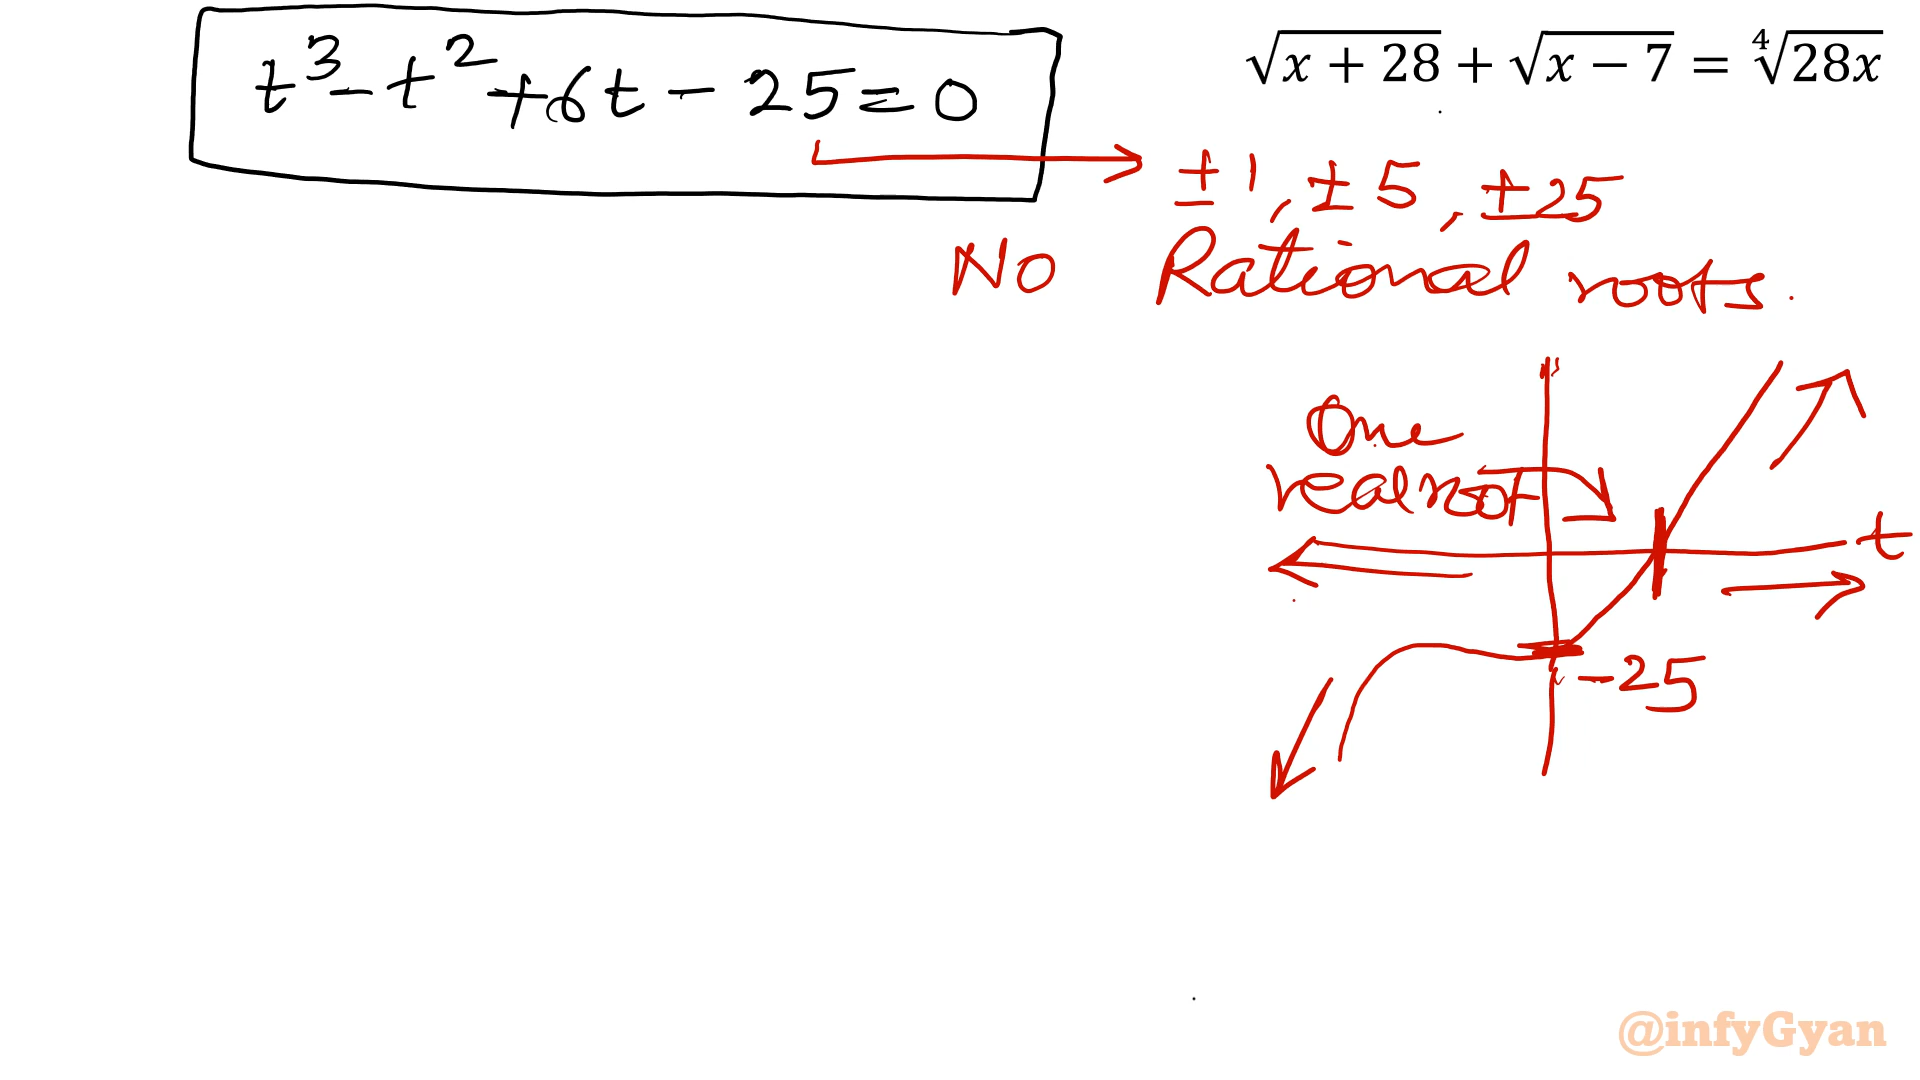 t³ - t² + 6t - 25 = 0
√(x + 28) + √(x − 7) = ∜(28x)
±1, ±5, ±25
No Rational roots.
One
real root
t
-25
@infyGyan